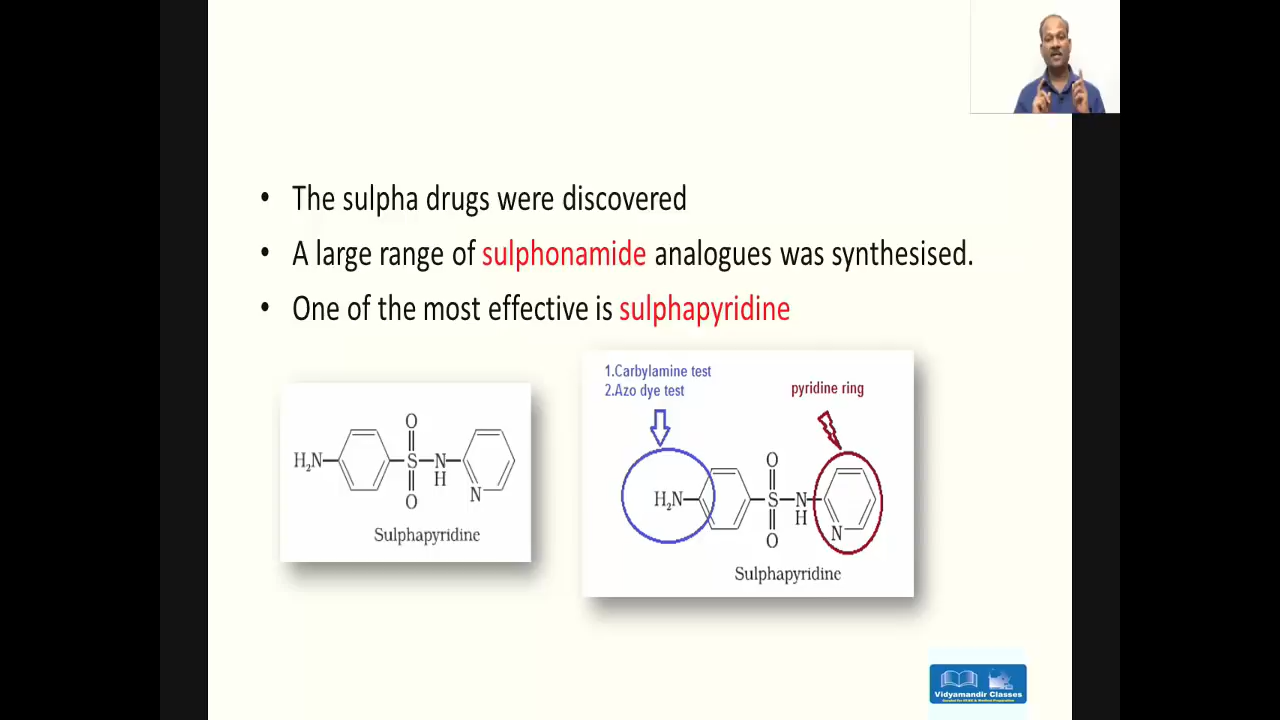 • The sulpha drugs were discovered
• A large range of sulphonamide analogues was synthesised.
• One of the most effective is sulphapyridine
H₂N
O
S
O
N
H
N
Sulphapyridine
1.Carbylamine test
2.Azo dye test
pyridine ring
H₂N
O
S
O
N
H
N
Sulphapyridine
Vidyamandir Classes